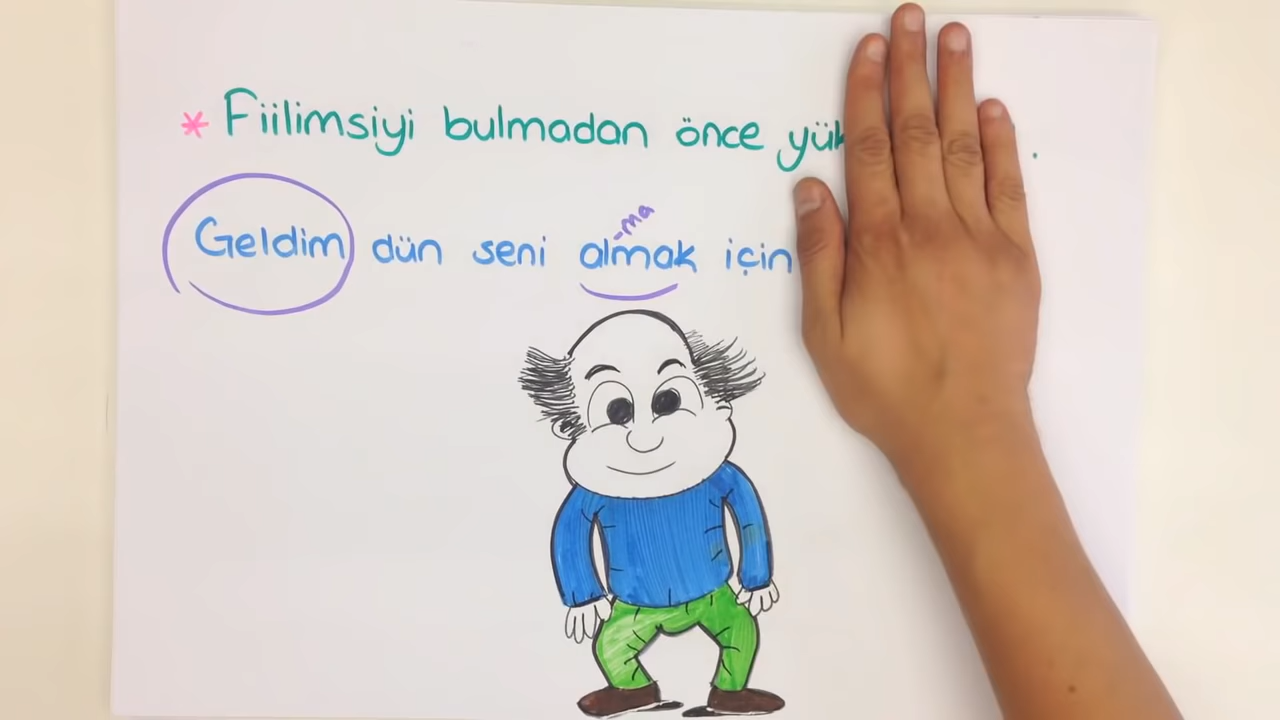 * Fiilimsiyi bulmadan önce .
-ma
Geldim dün seni almak için